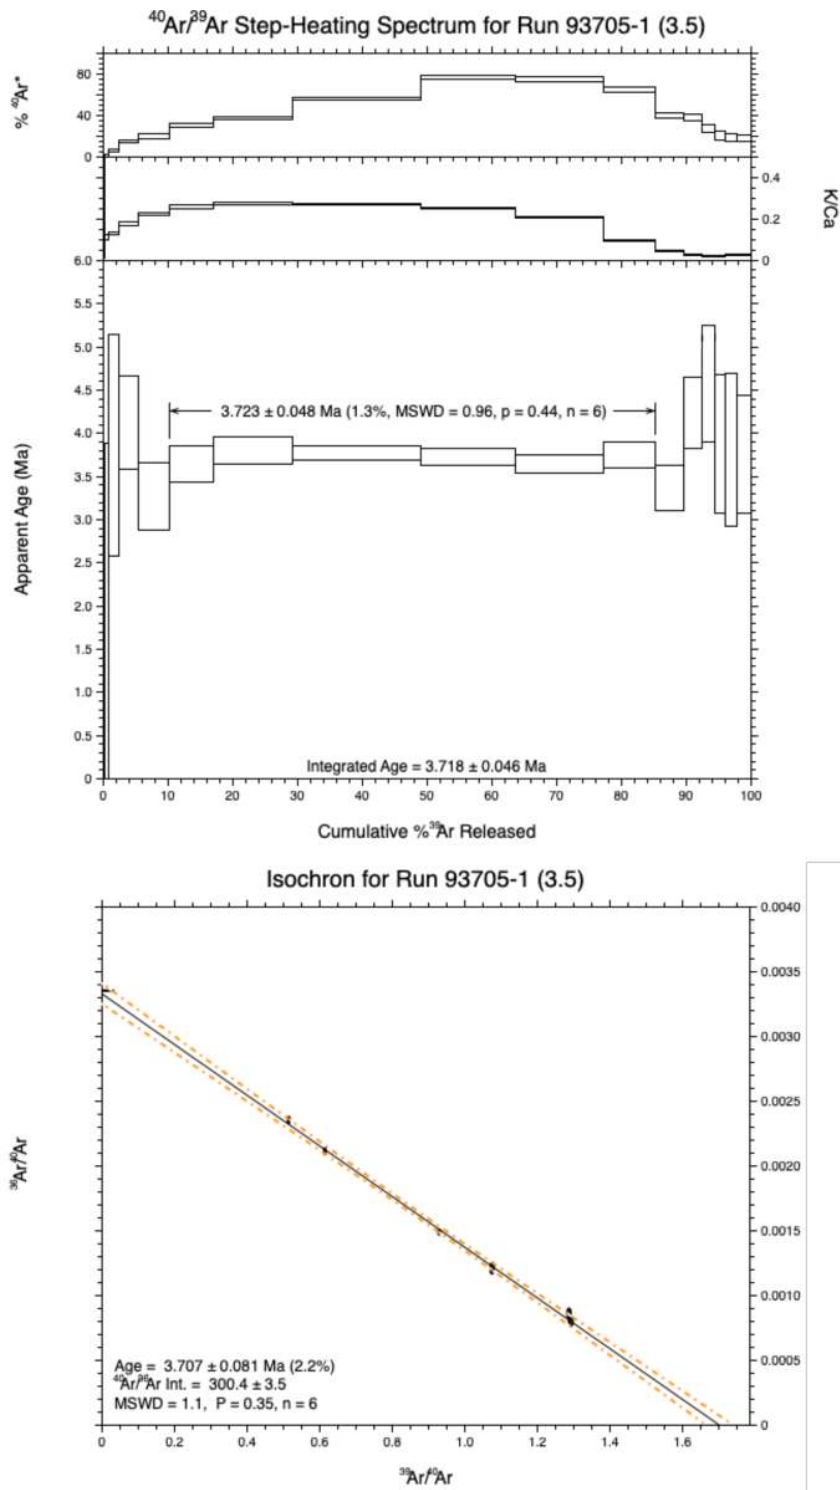 ⁴⁰Ar/³⁹Ar Step-Heating Spectrum for Run 93705-1 (3.5)
% ⁴⁰Ar*
80
40
0
K/Ca
0.4
0.2
0
Apparent Age (Ma)
6.0
5.5
5.0
4.5
4.0
3.5
3.0
2.5
2.0
1.5
1.0
0.5
0
3.723 ± 0.048 Ma (1.3%, MSWD = 0.96, p = 0.44, n = 6)
Integrated Age = 3.718 ± 0.046 Ma
0 10 20 30 40 50 60 70 80 90 100
Cumulative %³⁹Ar Released
Isochron for Run 93705-1 (3.5)
³⁶Ar/⁴⁰Ar
0.0040
0.0035
0.0030
0.0025
0.0020
0.0015
0.0010
0.0005
0
Age = 3.707 ± 0.081 Ma (2.2%)
⁴⁰Ar/³⁶Ar Int. = 300.4 ± 3.5
MSWD = 1.1, P = 0.35, n = 6
0 0.2 0.4 0.6 0.8 1.0 1.2 1.4 1.6
³⁹Ar/⁴⁰Ar